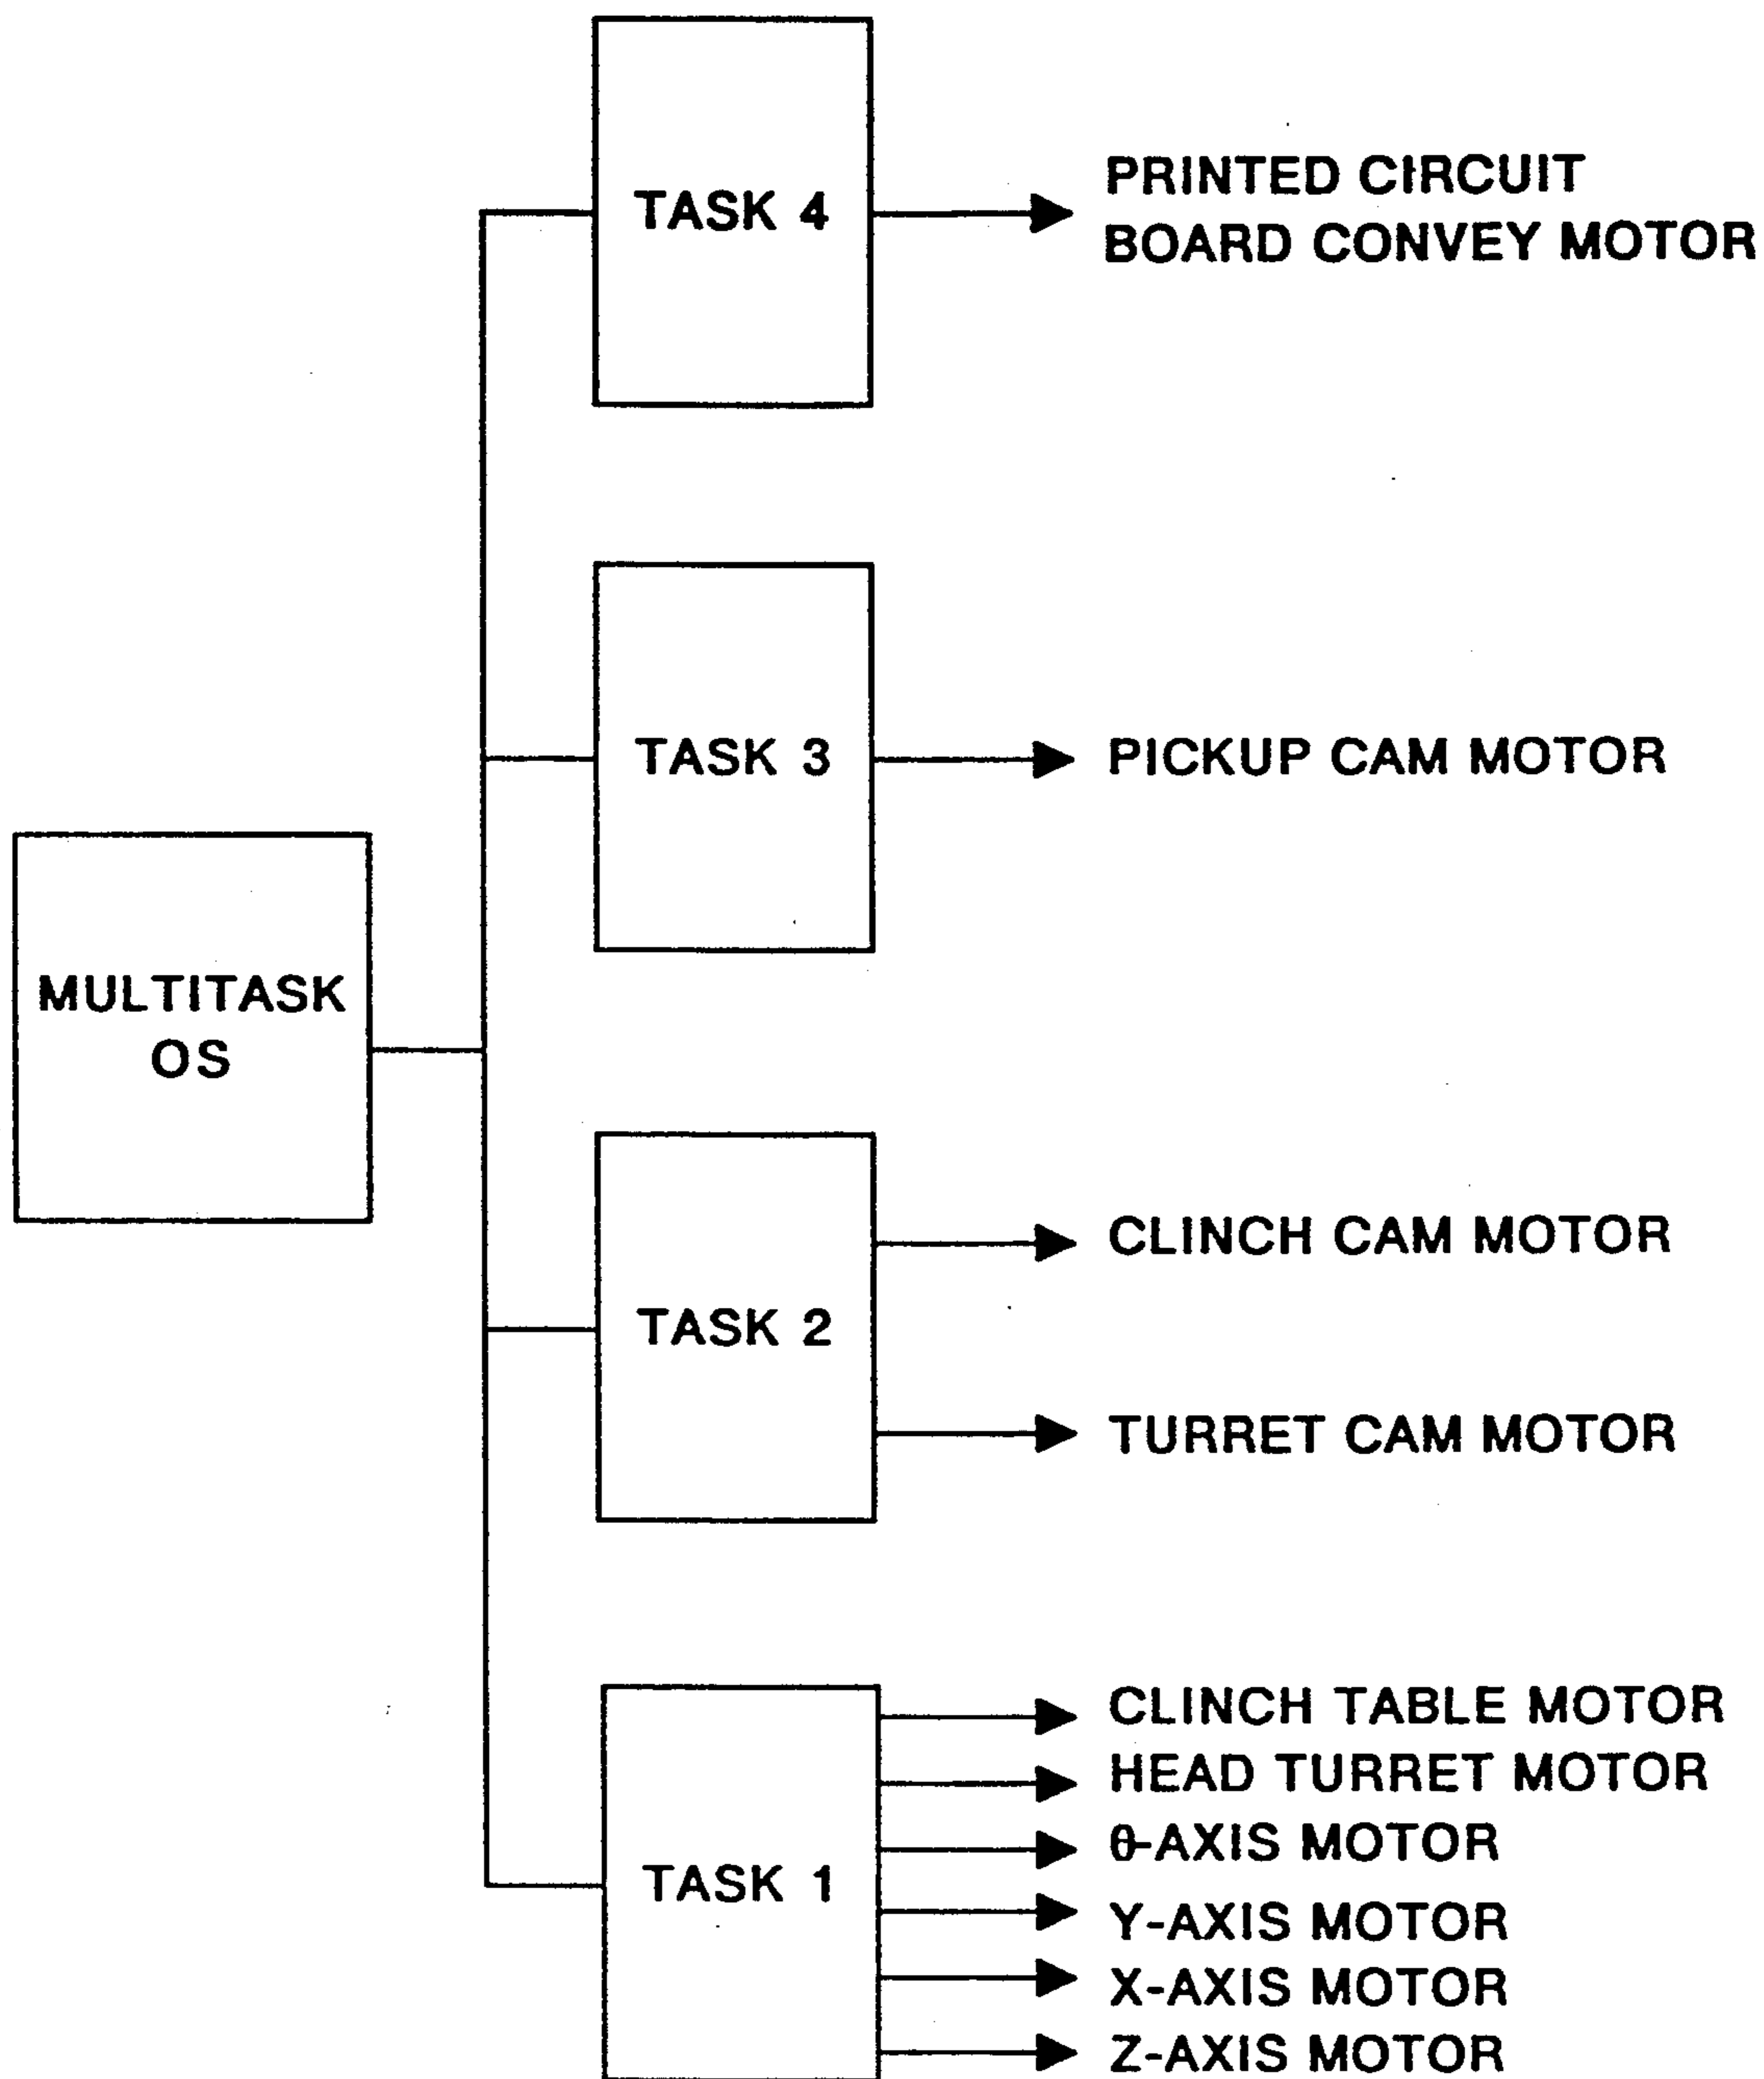 TASK 4
PRINTED CIRCUIT
BOARD CONVEY MOTOR
TASK 3
PICKUP CAM MOTOR
MULTITASK
OS
TASK 2
CLINCH CAM MOTOR
TURRET CAM MOTOR
TASK 1
CLINCH TABLE MOTOR
HEAD TURRET MOTOR
θ-AXIS MOTOR
Y-AXIS MOTOR
X-AXIS MOTOR
Z-AXIS MOTOR